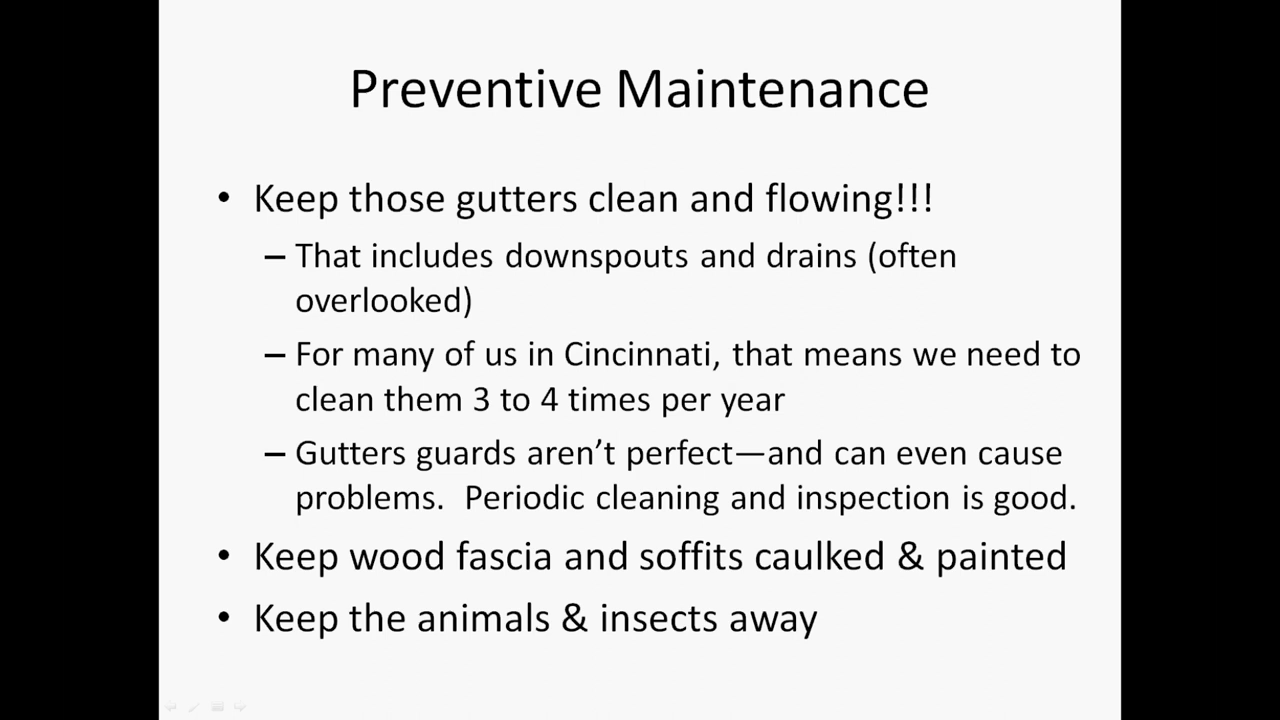 Preventive Maintenance
• Keep those gutters clean and flowing!!!
– That includes downspouts and drains (often
overlooked)
– For many of us in Cincinnati, that means we need to
clean them 3 to 4 times per year
– Gutters guards aren’t perfect—and can even cause
problems.  Periodic cleaning and inspection is good.
• Keep wood fascia and soffits caulked & painted
• Keep the animals & insects away